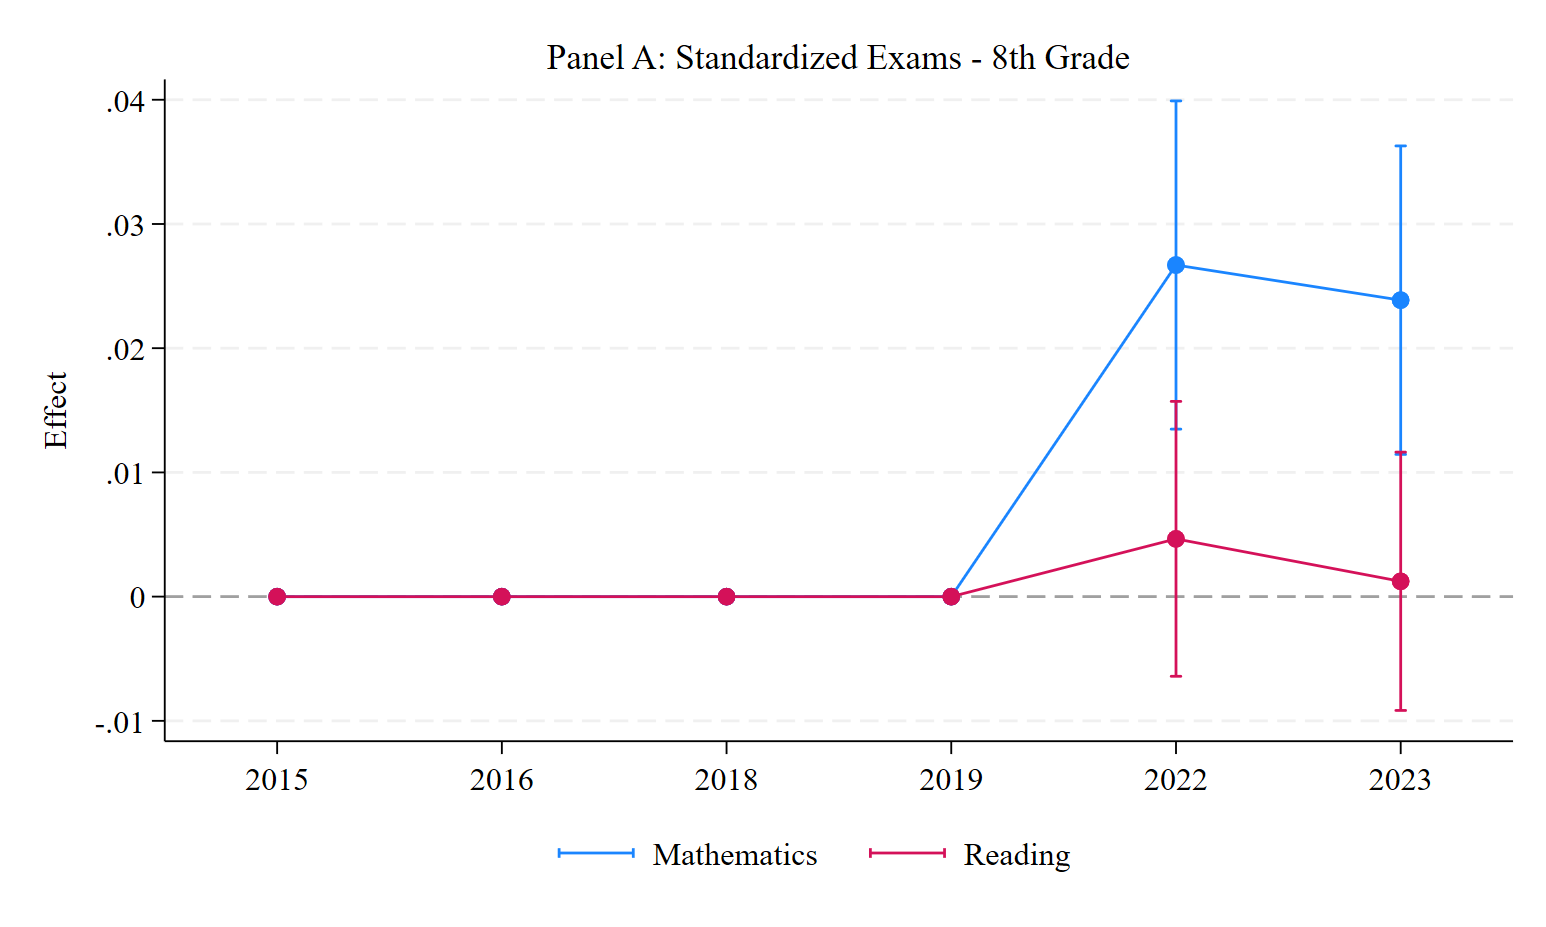 Panel A: Standardized Exams - 8th Grade
.04
.03
.02
.01
0
-.01
Effect
2015 2016 2018 2019 2022 2023
Mathematics Reading